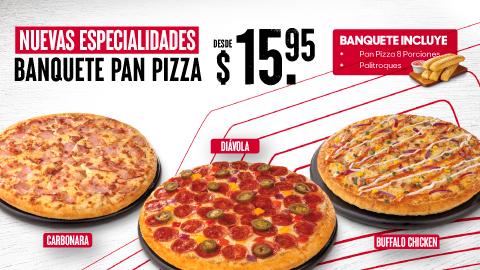 NUEVAS ESPECIALIDADES
BANQUETE PAN PIZZA
DESDE
$15.95
BANQUETE INCLUYE
• Pan Pizza 8 Porciones
• Palitroques
DIÁVOLA
CARBONARA
BUFFALO CHICKEN